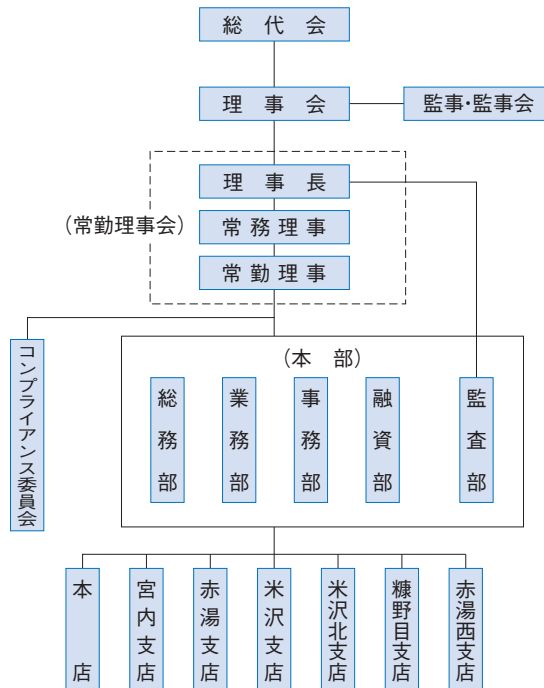 総代会
理事会
監事・監事会
理事長
(常勤理事会)
常務理事
常勤理事
コンプライアンス委員会
(本 部)
総務部
業務部
事務部
融資部
監査部
本店
宮内支店
赤湯支店
米沢支店
米沢北支店
糠野目支店
赤湯西支店